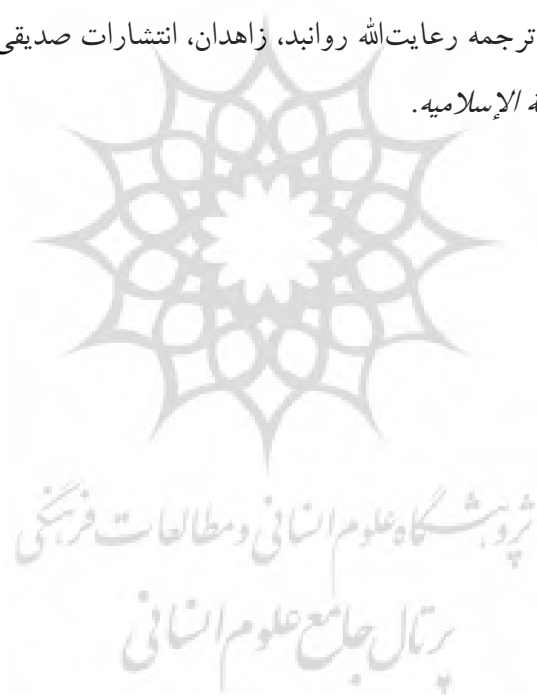 ترجمه رعایت‌الله روانبد، زاهدان، انتشارات صدیقی
الإسلامیه.
پژوهشگاه علوم انسانی و مطالعات فرهنگی
پرتال جامع علوم انسانی